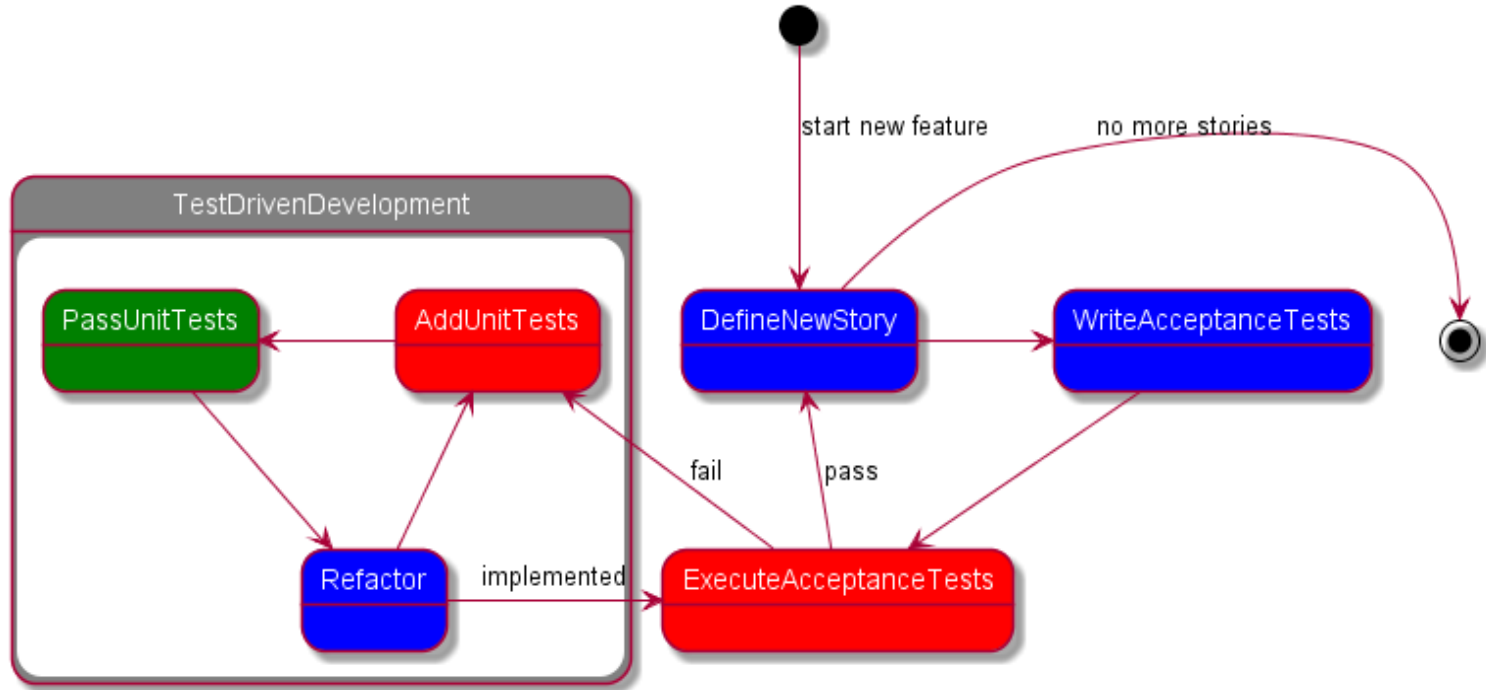 start new feature
no more stories
TestDrivenDevelopment
PassUnitTests
AddUnitTests
DefineNewStory
WriteAcceptanceTests
fail
pass
Refactor
implemented
ExecuteAcceptanceTests